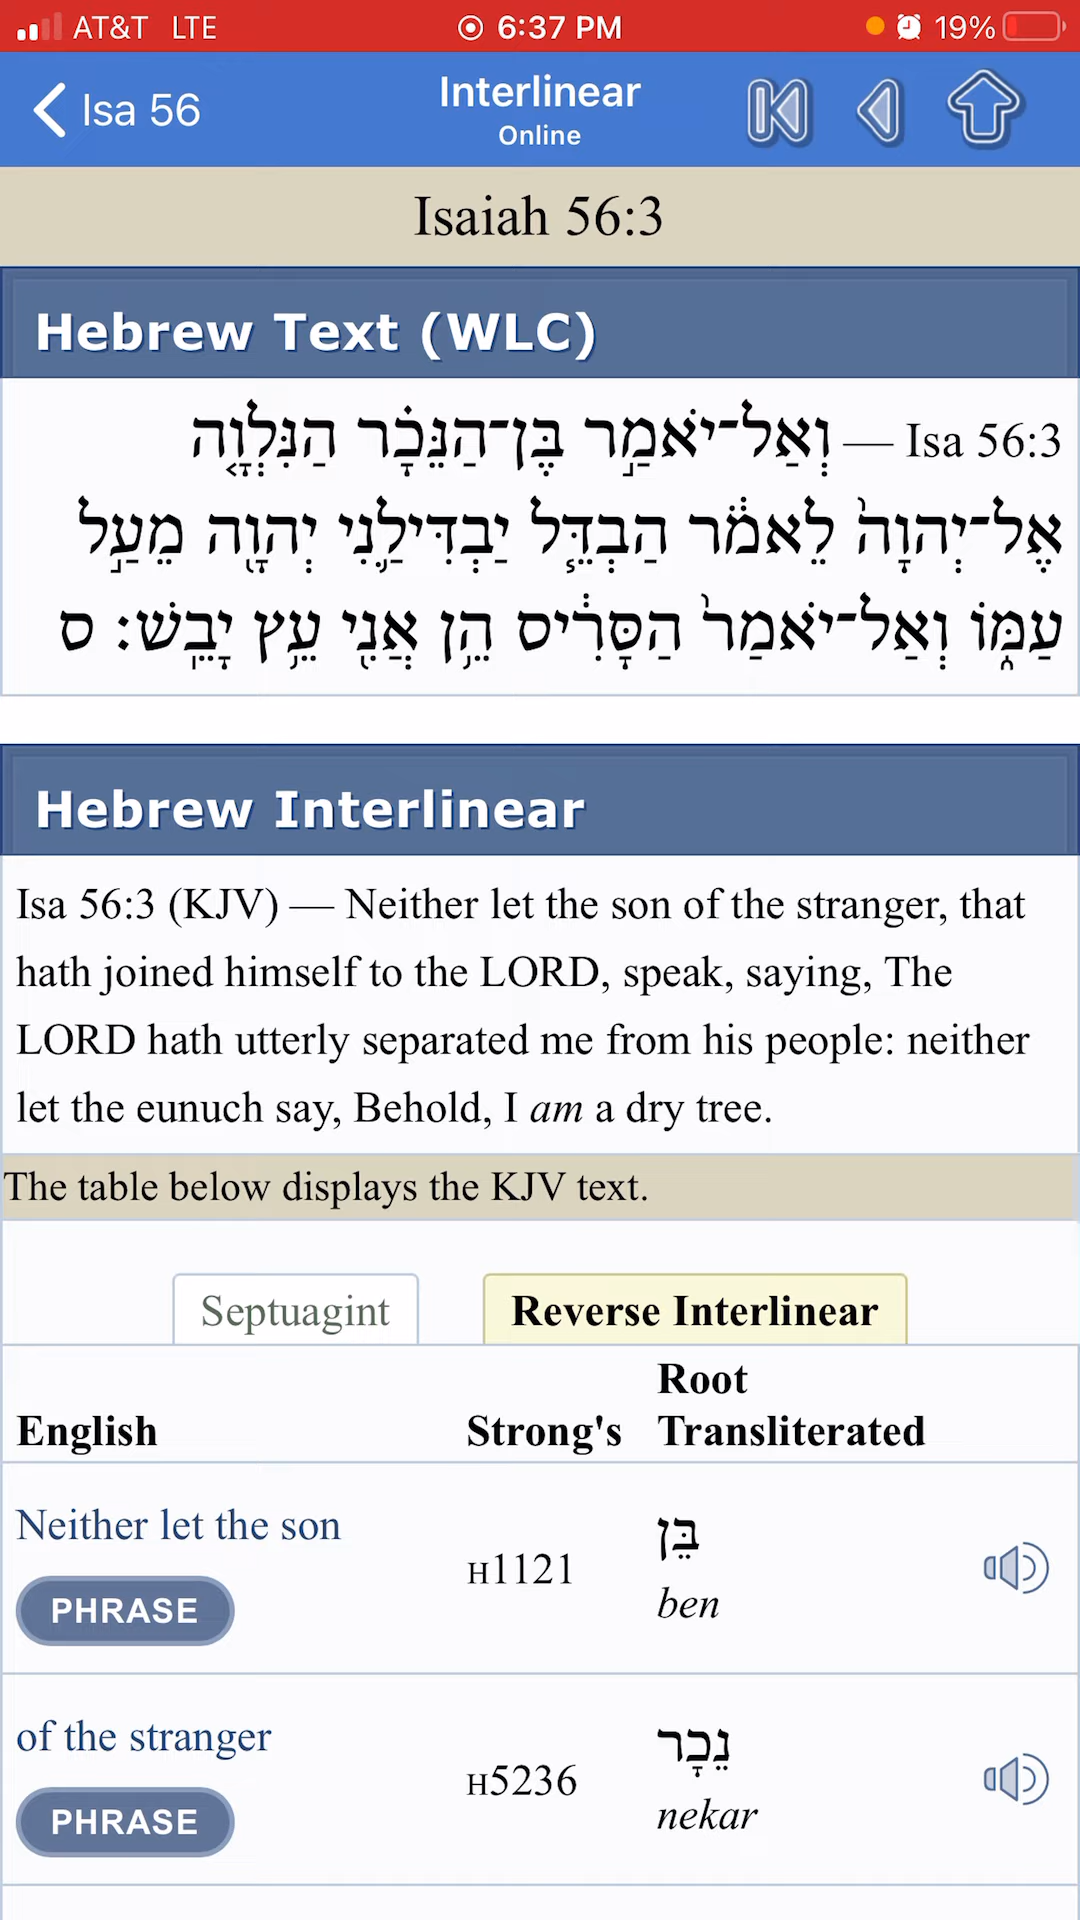 AT&T LTE 6:37 PM 19%
Isa 56 Interlinear
Online
Isaiah 56:3
Hebrew Text (WLC)
Isa 56:3 — וְאַל־יֹאמַ֣ר בֶּן־הַנֵּכָ֗ר הַנִּלְוָ֤ה
אֶל־יְהוָה֙ לֵאמֹ֔ר הַבְדֵּ֧ל יַבְדִּילַ֛נִי יְהוָ֖ה מֵעַ֣ל
עַמּ֑וֹ וְאַל־יֹאמַר֙ הַסָּרִ֔יס הֵ֥ן אֲנִ֖י עֵ֥ץ יָבֵֽשׁ׃ ס
Hebrew Interlinear
Isa 56:3 (KJV) — Neither let the son of the stranger, that
hath joined himself to the LORD, speak, saying, The
LORD hath utterly separated me from his people: neither
let the eunuch say, Behold, I am a dry tree.
The table below displays the KJV text.
Septuagint Reverse Interlinear
English Strong's Root Transliterated
Neither let the son
PHRASE
H1121
בֵּן
ben
of the stranger
PHRASE
H5236
נֵכָר
nekar